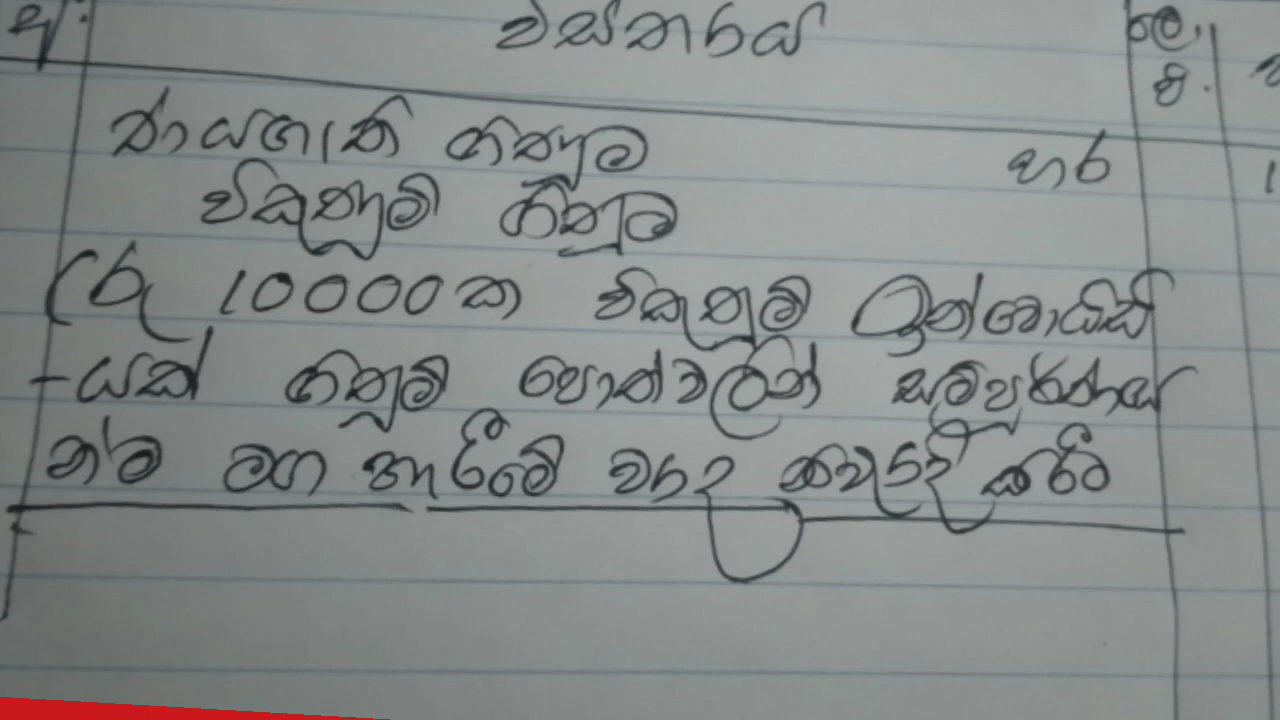 විස්තරය ලෙ. පි.
ණයගැති ගිණුම හර
විකුණුම් ගිණුම
(රු 10000ක විකුණුම් ඉන්වොයිසි
-යක් ගිණුම් පොත්වලින් සම්පූර්ණයෙ
න්ම මග හැරීමේ වරද නිවැරදි කිරීම